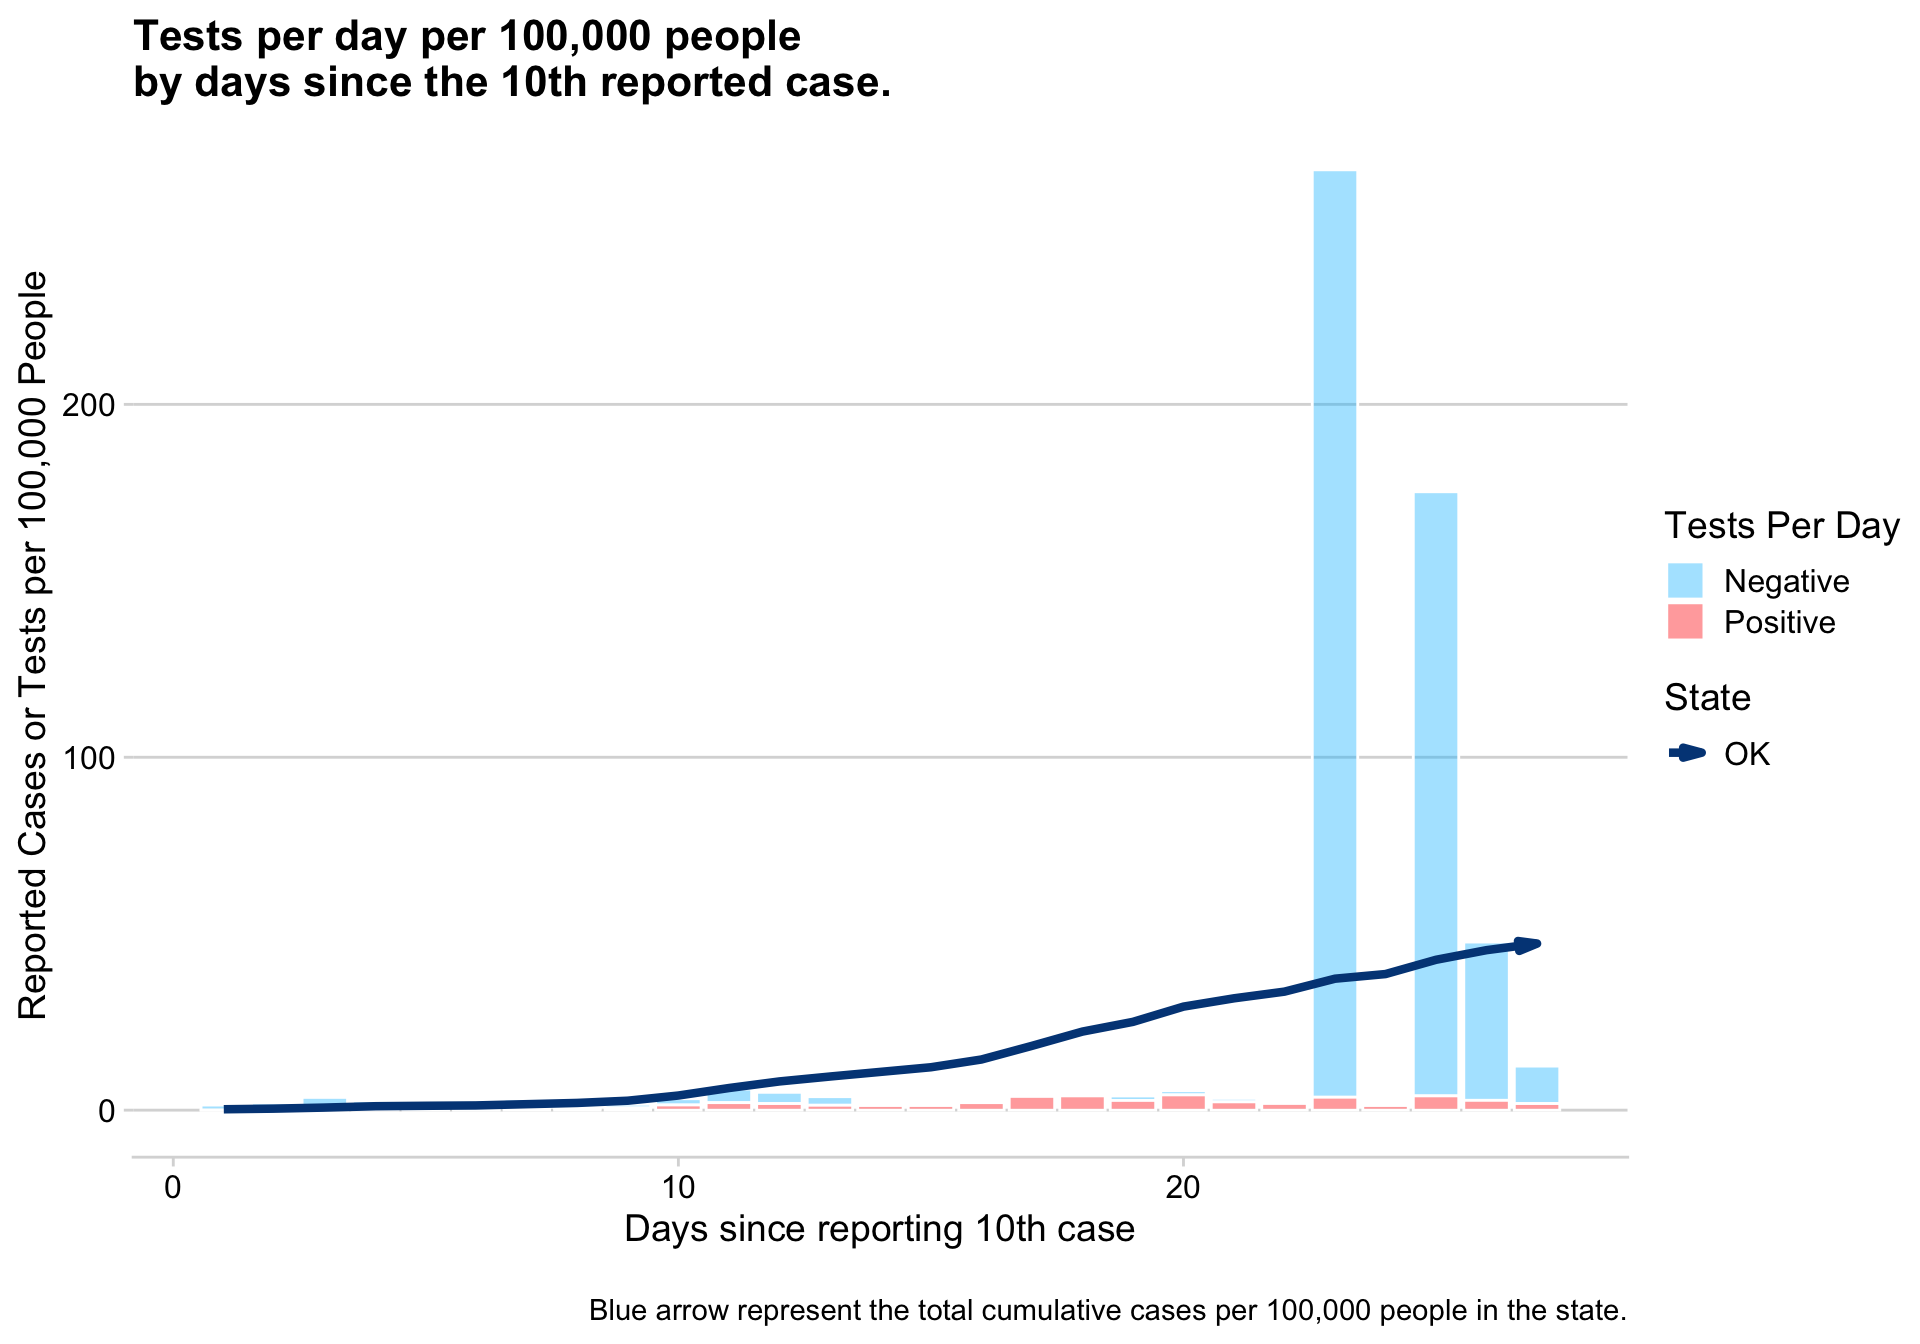 Tests per day per 100,000 people
by days since the 10th reported case.
Reported Cases or Tests per 100,000 People
200
100
0
0
10
20
Days since reporting 10th case
Tests Per Day
Negative
Positive
State
OK
Blue arrow represent the total cumulative cases per 100,000 people in the state.